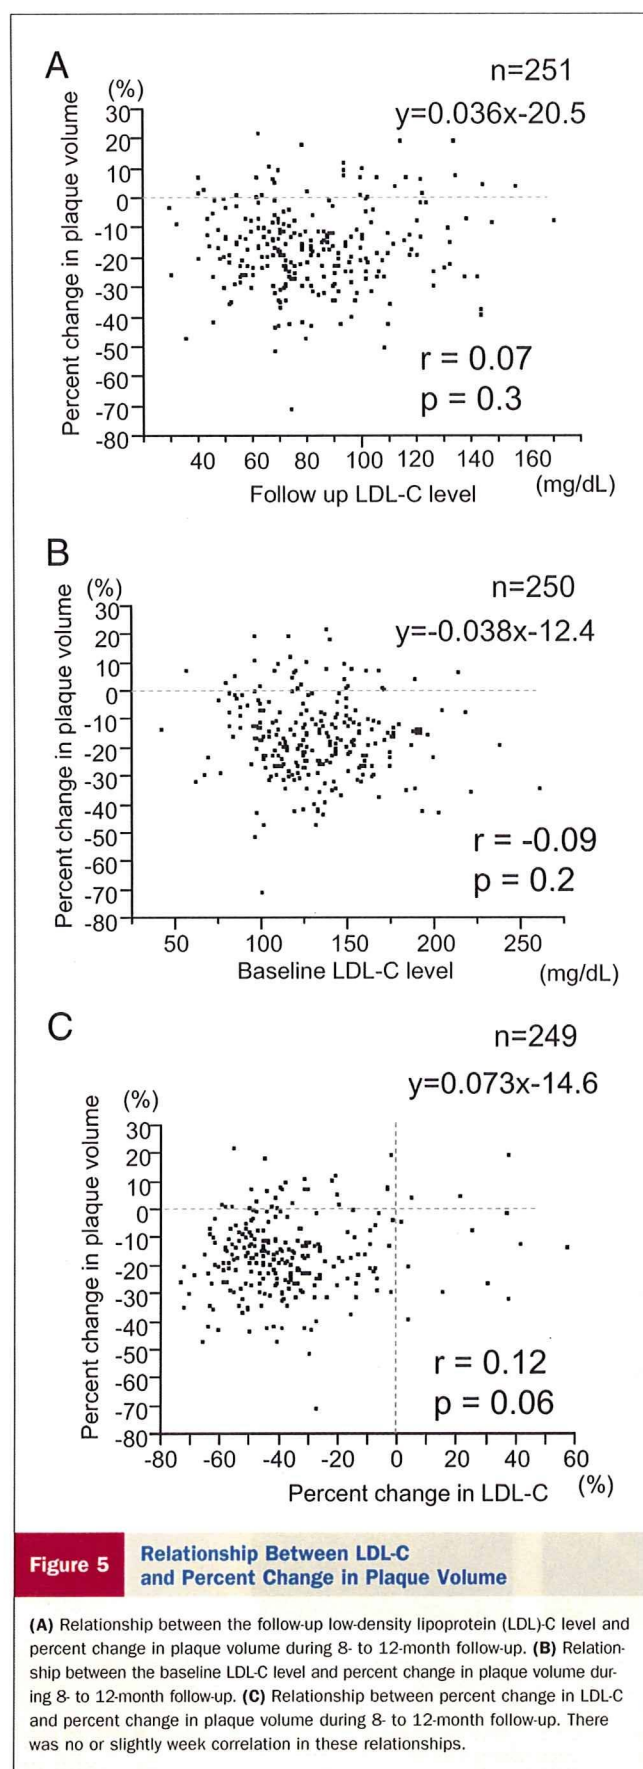 A
(%)
n=251
y=0.036x-20.5
Percent change in plaque volume
30
20
10
0
-10
-20
-30
-40
-50
-60
-70
-80
r = 0.07
p = 0.3
40 60 80 100 120 140 160
(mg/dL)
Follow up LDL-C level
B
(%)
n=250
y=-0.038x-12.4
Percent change in plaque volume
30
20
10
0
-10
-20
-30
-40
-50
-60
-70
-80
r = -0.09
p = 0.2
50 100 150 200 250
Baseline LDL-C level
(mg/dL)
C
n=249
y=0.073x-14.6
(%)
Percent change in plaque volume
30
20
10
0
-10
-20
-30
-40
-50
-60
-70
-80
r = 0.12
p = 0.06
-80 -60 -40 -20 0 20 40 60
Percent change in LDL-C
(%)
Figure 5
Relationship Between LDL-C
and Percent Change in Plaque Volume
(A) Relationship between the follow-up low-density lipoprotein (LDL)-C level and
percent change in plaque volume during 8- to 12-month follow-up. (B) Relation-
ship between the baseline LDL-C level and percent change in plaque volume dur-
ing 8- to 12-month follow-up. (C) Relationship between percent change in LDL-C
and percent change in plaque volume during 8- to 12-month follow-up. There
was no or slightly week correlation in these relationships.